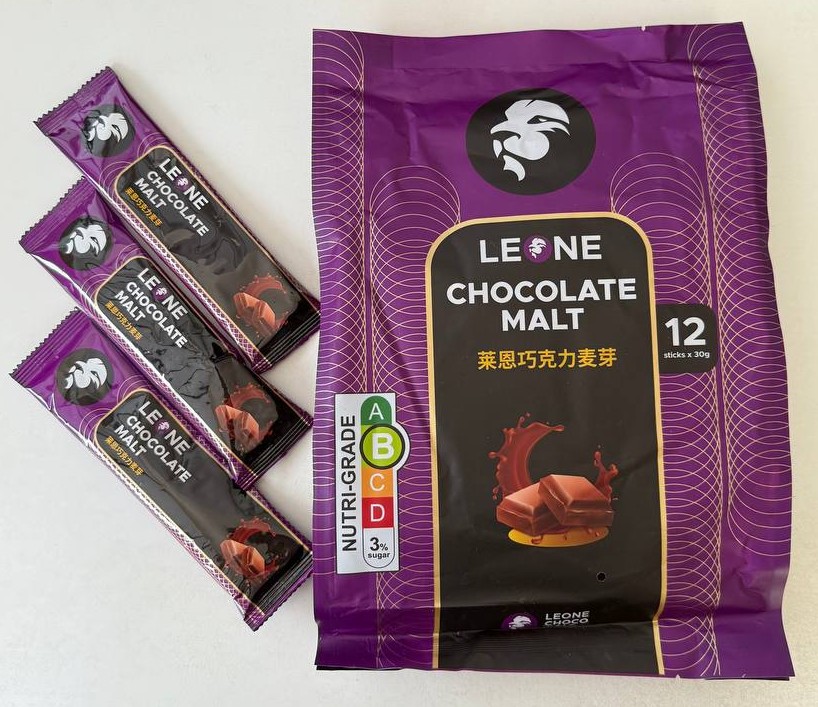 LEONE
CHOCOLATE
MALT
莱恩巧克力麦芽
LEONE
CHOCOLATE
MALT
莱恩巧克力麦芽
LEONE
CHOCOLATE
MALT
莱恩巧克力麦芽
LEONE
CHOCOLATE
MALT
莱恩巧克力麦芽
12
sticks x 30g
NUTRI-GRADE
A
B
C
D
3%
sugar
LEONE
CHOCO